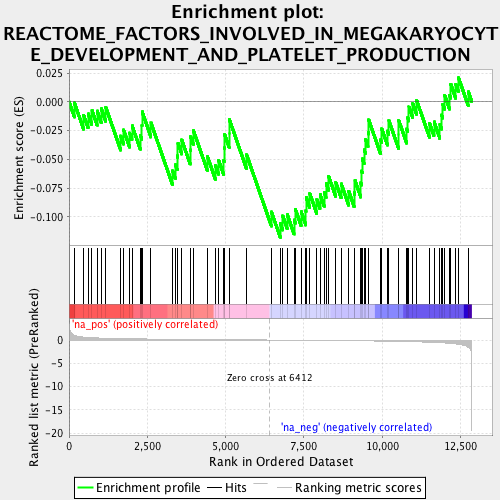 Enrichment plot:
REACTOME_FACTORS_INVOLVED_IN_MEGAKARYOCYT
E_DEVELOPMENT_AND_PLATELET_PRODUCTION
Enrichment score (ES)
0.025
0.000
-0.025
-0.050
-0.075
-0.100
'na_pos' (positively correlated)
Ranked list metric (PreRanked)
0
-5
-10
-15
-20
Zero cross at 6412
'na_neg' (negatively correlated)
0
2,500
5,000
7,500
10,000
12,500
Rank in Ordered Dataset
Enrichment profile
Hits
Ranking metric scores